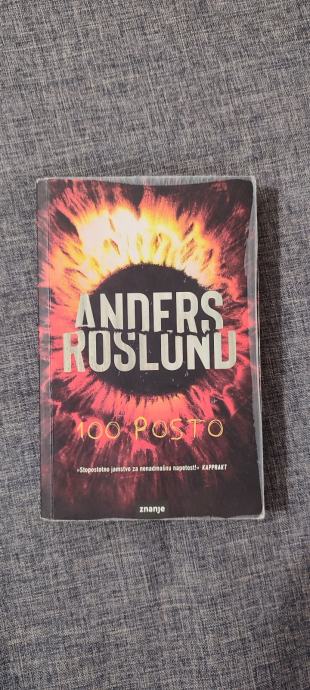 ANDERS
ROSLUND
100 POSTO
»Stopostotno jamstvo za nenadmašnu napetost!« KAPPRAKT
znanje